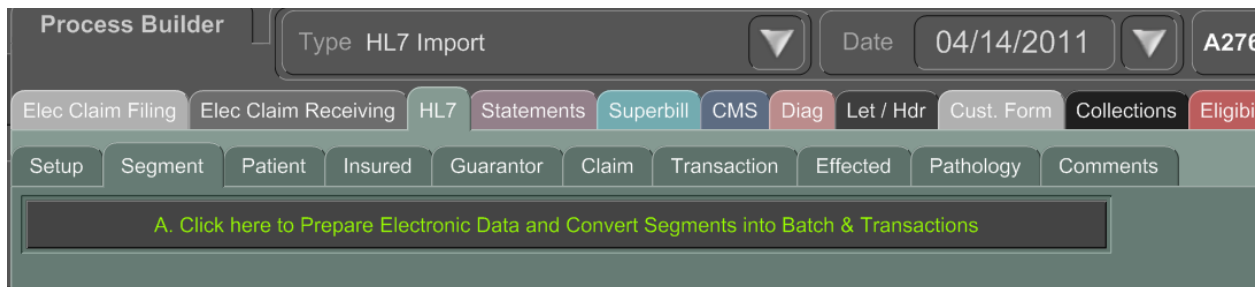 Process Builder
Type HL7 Import Date 04/14/2011
Elec Claim Filing Elec Claim Receiving HL7 Statements Superbill CMS Diag Let / Hdr Cust. Form Collections
Setup Segment Patient Insured Guarantor Claim Transaction Effected Pathology Comments
A. Click here to Prepare Electronic Data and Convert Segments into Batch & Transactions